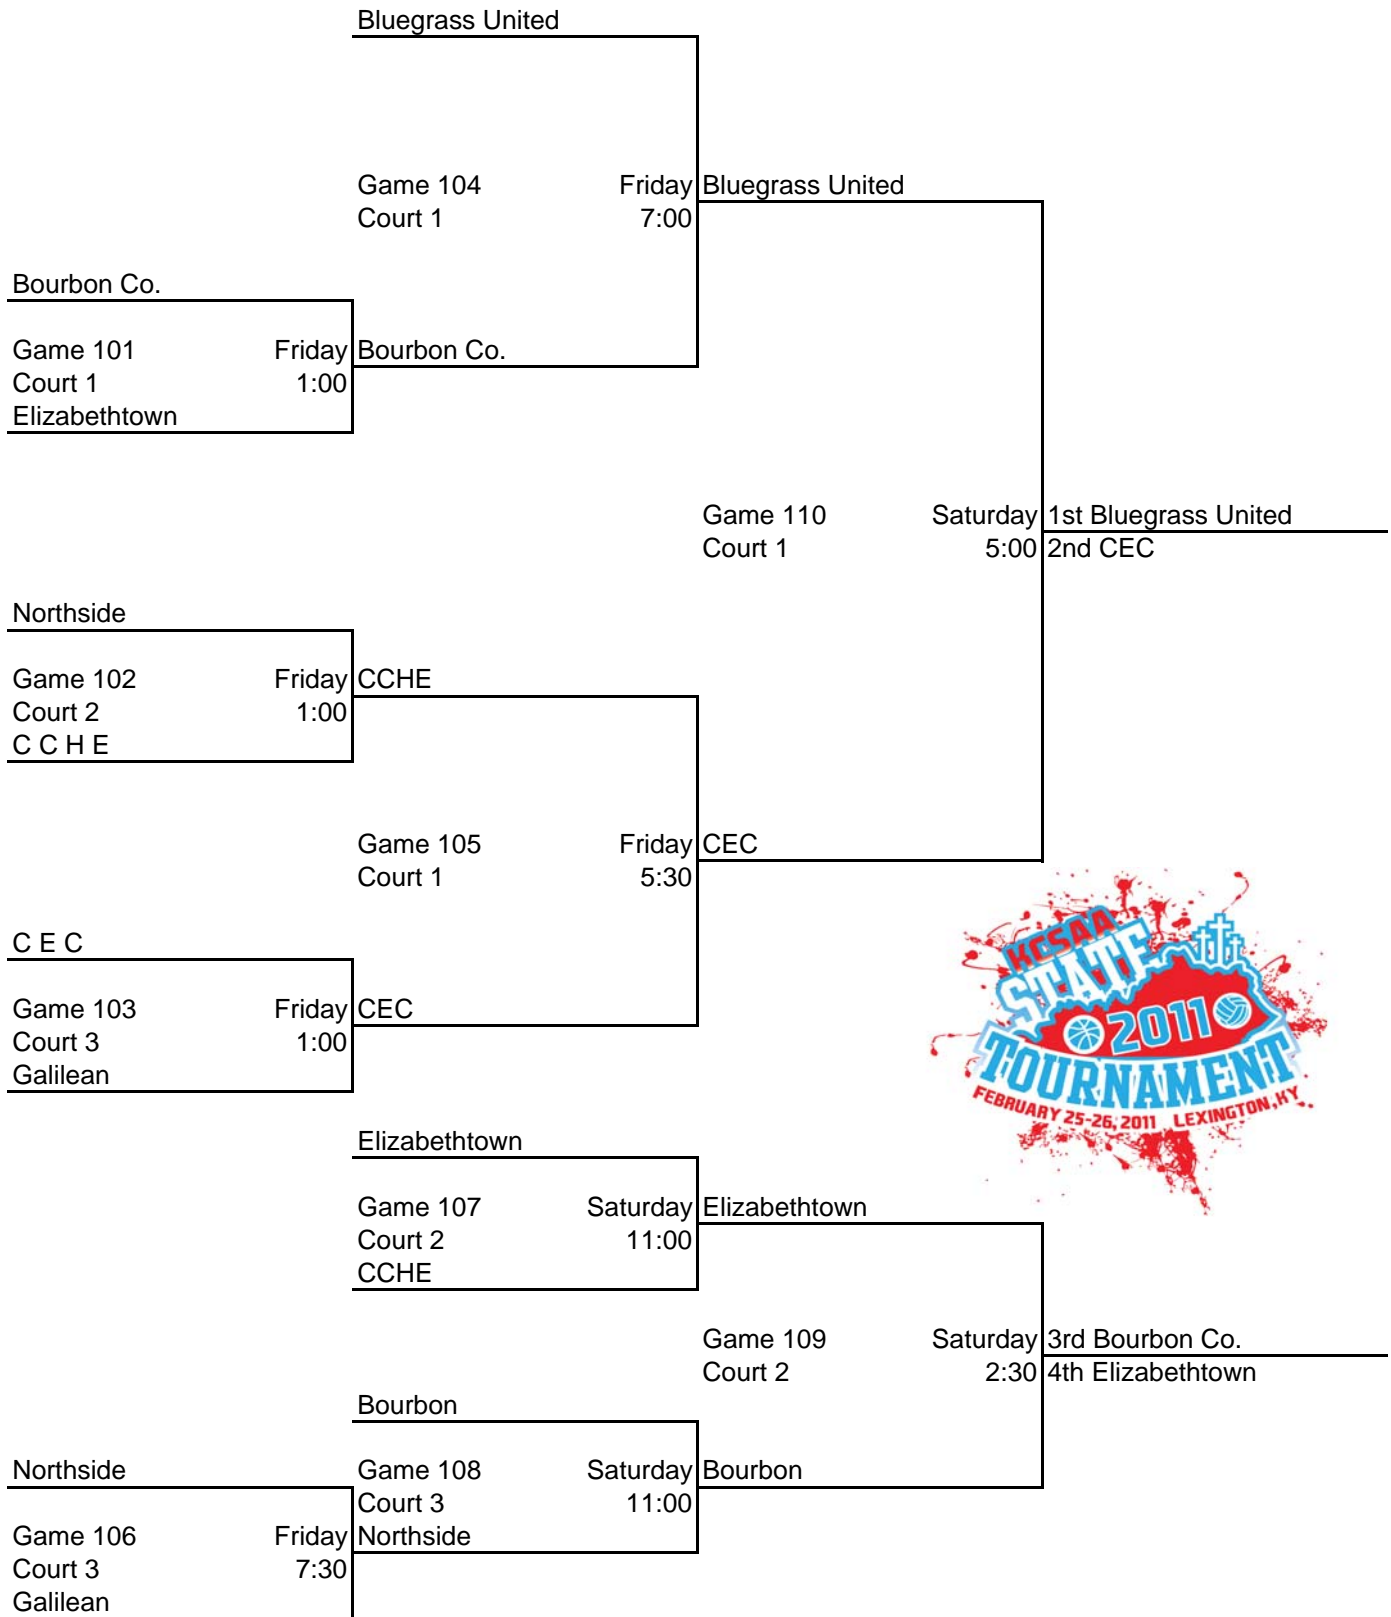 Bluegrass United
Game 104 Friday Bluegrass United
Court 1 7:00
Bourbon Co.
Game 101 Friday Bourbon Co.
Court 1 1:00
Elizabethtown
Game 110 Saturday 1st Bluegrass United
Court 1 5:00 2nd CEC
Northside
Game 102 Friday CCHE
Court 2 1:00
C C H E
Game 105 Friday CEC
Court 1 5:30
C E C
Game 103 Friday CEC
Court 3 1:00
Galilean
KCSAA
STATE
2011
TOURNAMENT
FEBRUARY 25-26, 2011 LEXINGTON, KY
Elizabethtown
Game 107 Saturday Elizabethtown
Court 2 11:00
CCHE
Game 109 Saturday 3rd Bourbon Co.
Court 2 2:30 4th Elizabethtown
Bourbon
Northside Game 108 Saturday Bourbon
Court 3 11:00
Game 106 Friday Northside
Court 3 7:30
Galilean